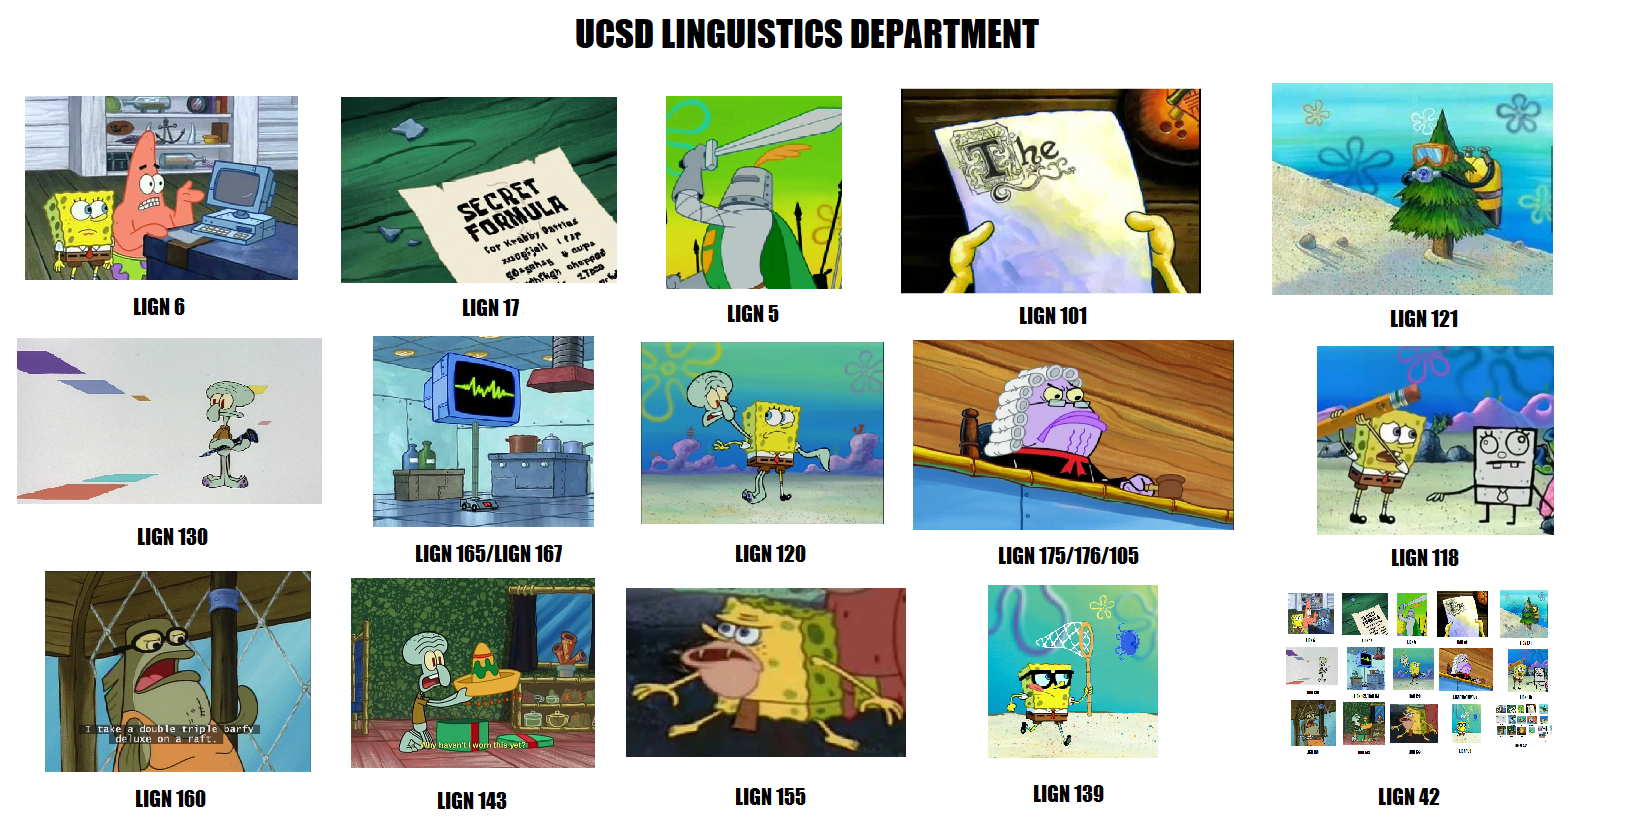 UCSD LINGUISTICS DEPARTMENT
SECRET
FORMULA
for Krabby Patties
The
LIGN 6
LIGN 17
LIGN 5
LIGN 101
LIGN 121
LIGN 130
LIGN 165/LIGN 167
LIGN 120
LIGN 175/176/105
LIGN 118
I take a double triple barfy
deluxe on a raft.
Why haven't I worn this yet?
LIGN 160
LIGN 143
LIGN 155
LIGN 139
LIGN 42